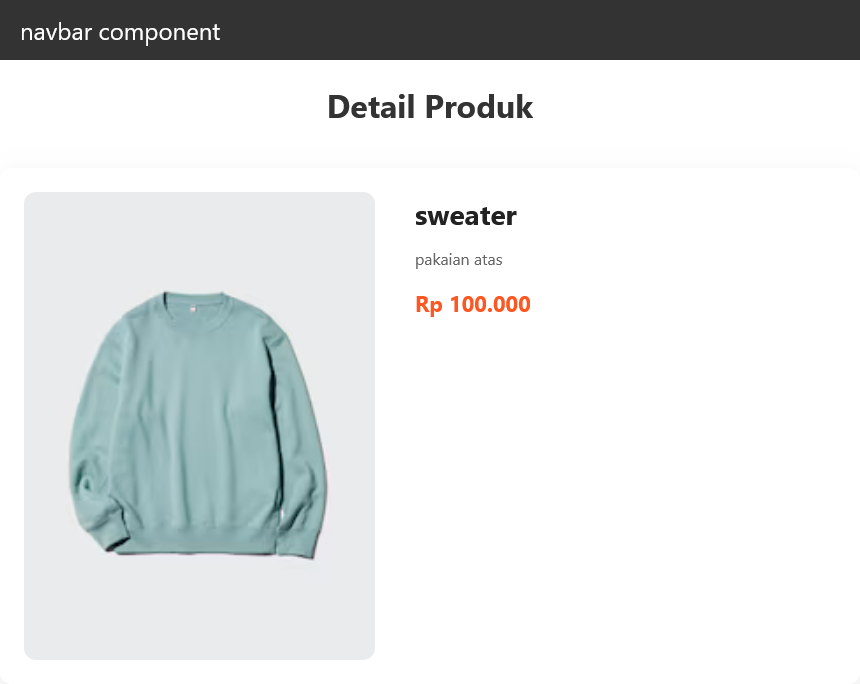 navbar component
Detail Produk
sweater
pakaian atas
Rp 100.000